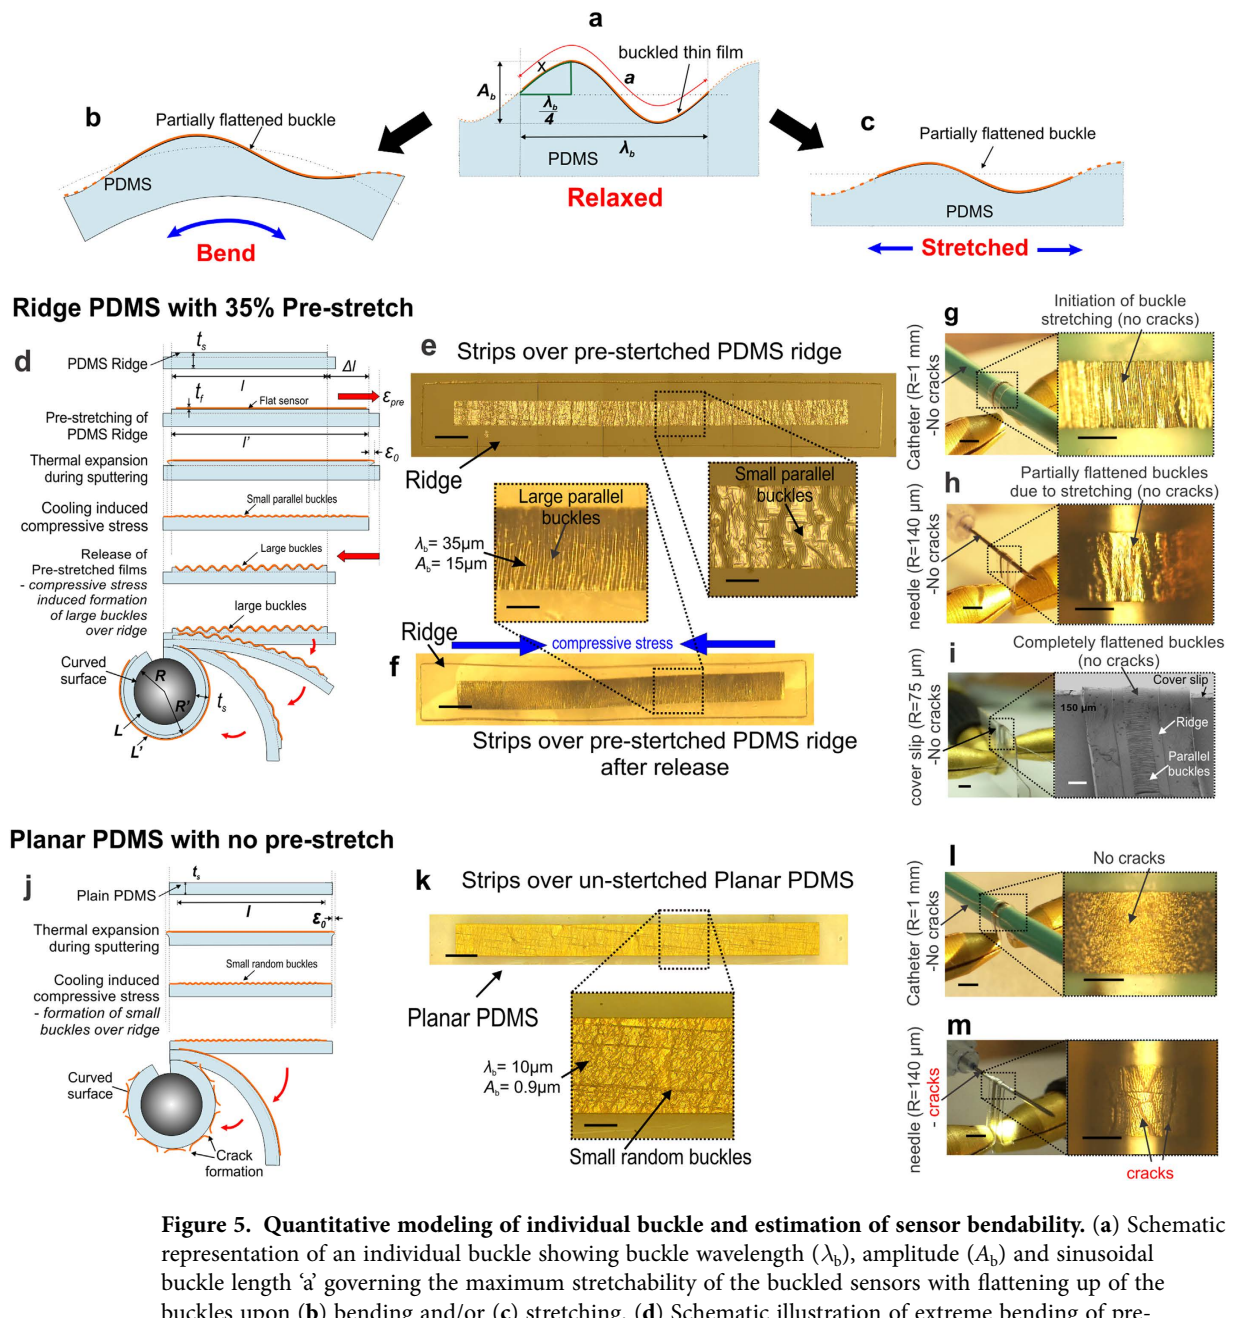 a
buckled thin film
x
a
A_b
λ_b/4
λ_b
PDMS
Relaxed
b
Partially flattened buckle
PDMS
Bend
c
Partially flattened buckle
PDMS
Stretched
Ridge PDMS with 35% Pre-stretch
d
t_s
PDMS Ridge
l
Δl
t_f
Flat sensor
ε_pre
Pre-stretching of
PDMS Ridge
l'
Thermal expansion
during sputtering
ε_0
Cooling induced
compressive stress
Small parallel buckles
Release of
Pre-stretched films
- compressive stress
induced formation
of large buckles
over ridge
Large buckles
large buckles
Curved
surface
R
R'
t_s
L
L'
e
Strips over pre-stertched PDMS ridge
Ridge
Large parallel
buckles
λ_b= 35µm
A_b= 15µm
Small parallel
buckles
Ridge
compressive stress
f
Strips over pre-stertched PDMS ridge
after release
g
Initiation of buckle
stretching (no cracks)
Catheter (R=1 mm)
-No cracks
h
Partially flattened buckles
due to stretching (no cracks)
needle (R=140 µm)
-No cracks
i
Completely flattened buckles
(no cracks)
cover slip (R=75 µm)
-No cracks
150 µm
Cover slip
Ridge
Parallel
buckles
Planar PDMS with no pre-stretch
j
t_s
Plain PDMS
l
ε_0
Thermal expansion
during sputtering
Cooling induced
compressive stress
- formation of small
buckles over ridge
Small random buckles
Curved
surface
Crack
formation
k
Strips over un-stertched Planar PDMS
Planar PDMS
λ_b= 10µm
A_b= 0.9µm
Small random buckles
l
No cracks
Catheter (R=1 mm)
-No cracks
m
needle (R=140 µm)
- cracks
cracks
Figure 5. Quantitative modeling of individual buckle and estimation of sensor bendability. (a) Schematic
representation of an individual buckle showing buckle wavelength (λ_b), amplitude (A_b) and sinusoidal
buckle length ‘a’ governing the maximum stretchability of the buckled sensors with flattening up of the
buckles upon (b) bending and/or (c) stretching. (d) Schematic illustration of extreme bending of pre-